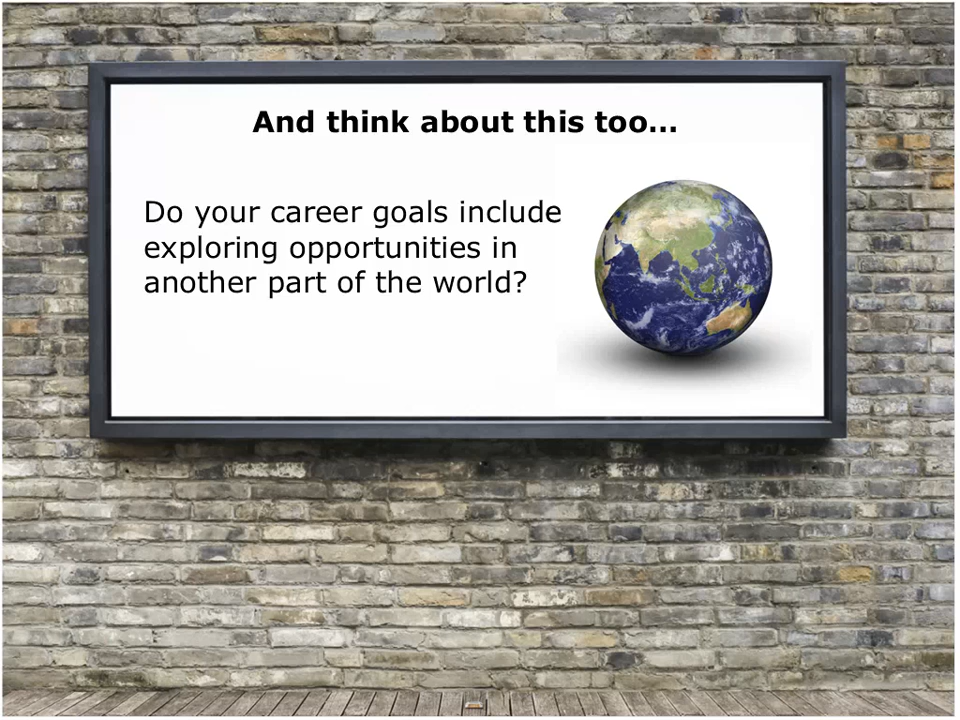 And think about this too...
Do your career goals include
exploring opportunities in
another part of the world?